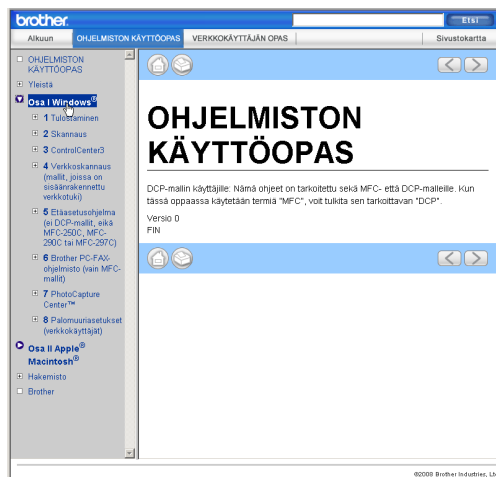 brother.
Etsi
Alkuun
OHJELMISTON KÄYTTÖOPAS
VERKKOKÄYTTÄJÄN OPAS
Sivustokartta
OHJELMISTON
KÄYTTÖOPAS
Yleistä
Osa I Windows®
1 Tulostaminen
2 Skannaus
3 ControlCenter3
4 Verkkoskannaus
(mallit, joissa on
sisäänrakennettu
verkkotuki)
5 Etäasetusohjelma
(ei DCP-mallit, eikä
MFC-250C, MFC-
290C tai MFC-297C)
6 Brother PC-FAX-
ohjelmisto (vain MFC-
mallit)
7 PhotoCapture
Center™
8 Palomuuriasetukset
(verkkokäyttäjät)
Osa II Apple®
Macintosh®
Hakemisto
Brother
OHJELMISTON
KÄYTTÖOPAS
DCP-mallin käyttäjille: Nämä ohjeet on tarkoitettu sekä MFC- että DCP-malleille. Kun
tässä oppaassa käytetään termiä "MFC", voit tulkita sen tarkoittavan "DCP".
Versio 0
FIN
©2008 Brother Industries, Ltd